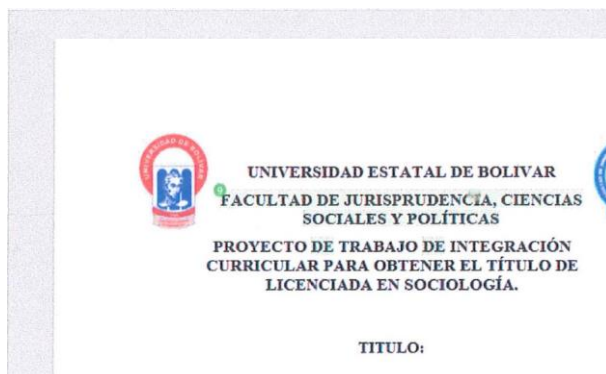 UNIVERSIDAD ESTATAL DE BOLIVAR
FACULTAD DE JURISPRUDENCIA, CIENCIAS
SOCIALES Y POLÍTICAS
PROYECTO DE TRABAJO DE INTEGRACIÓN
CURRICULAR PARA OBTENER EL TÍTULO DE
LICENCIADA EN SOCIOLOGÍA.
TITULO: